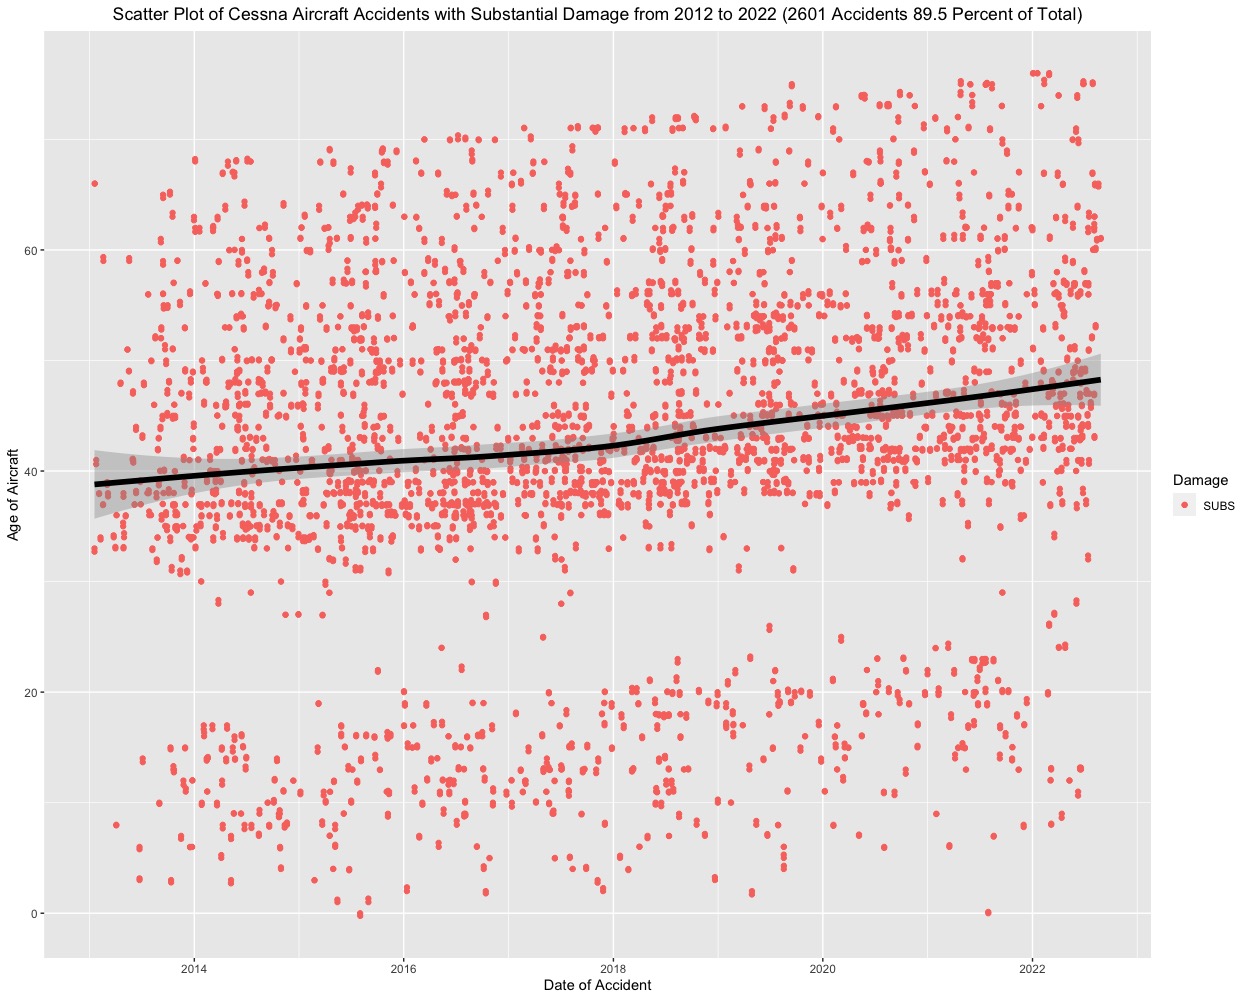 Scatter Plot of Cessna Aircraft Accidents with Substantial Damage from 2012 to 2022 (2601 Accidents 89.5 Percent of Total)
Age of Aircraft
60
40
20
0
2014 2016 2018 2020 2022
Date of Accident
Damage
SUBS